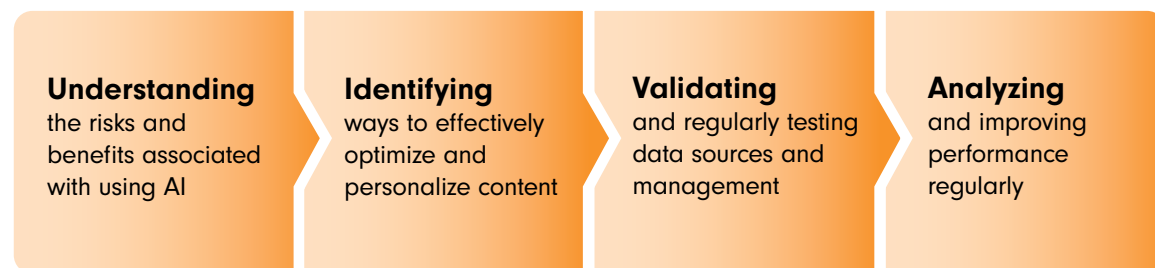 Understanding
the risks and
benefits associated
with using AI
Identifying
ways to effectively
optimize and
personalize content
Validating
and regularly testing
data sources and
management
Analyzing
and improving
performance
regularly